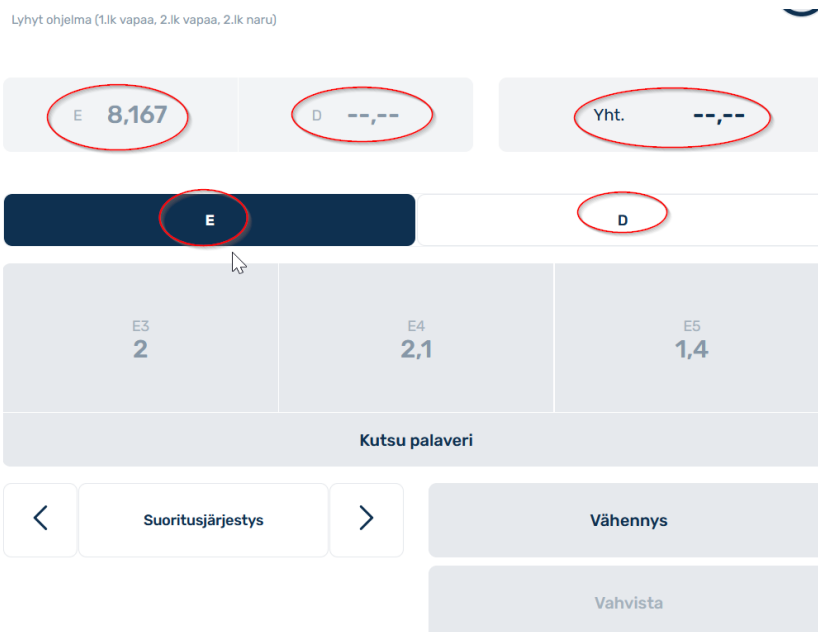 Lyhyt ohjelma (1.lk vapaa, 2.lk vapaa, 2.lk naru)
E 8,167 D --,-- Yht. --,--
E D
E3 E4 E5
2 2,1 1,4
Kutsu palaveri
Suoritusjärjestys Vähennys
Vahvista